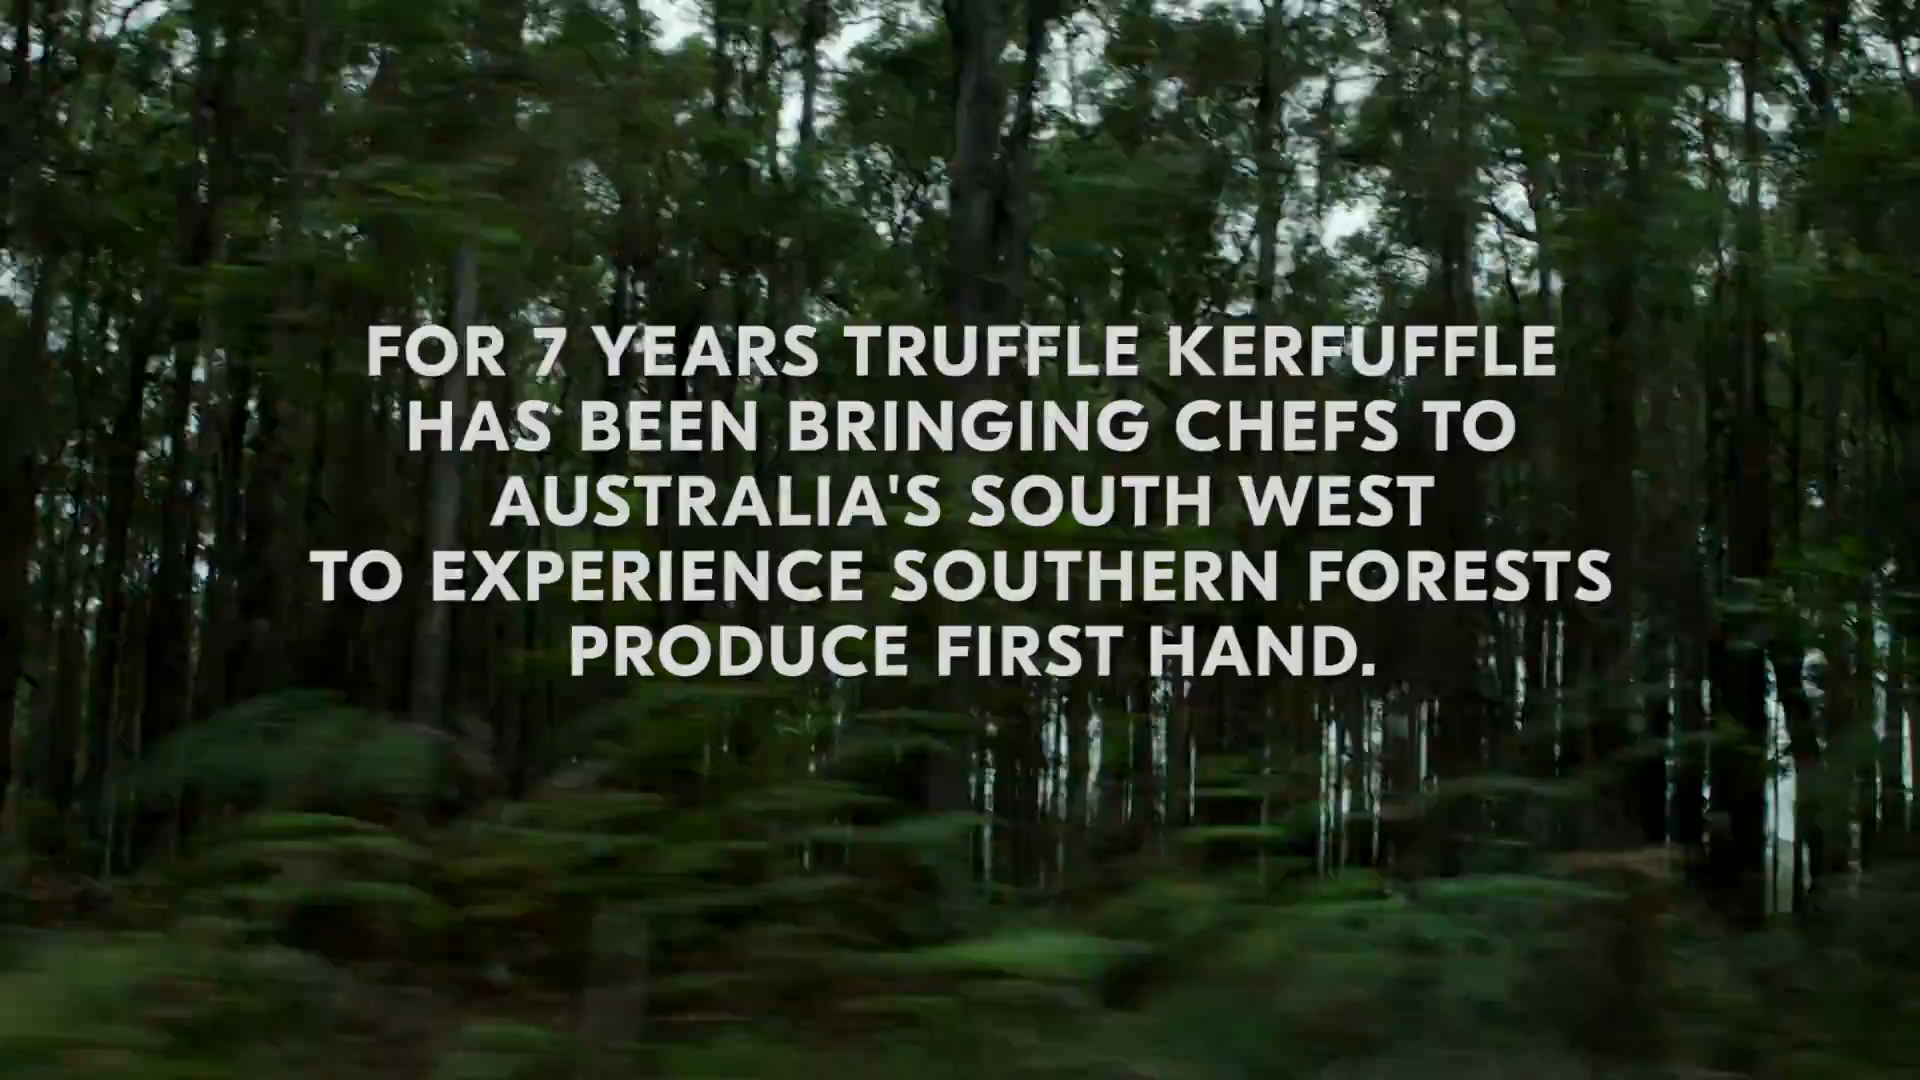 FOR 7 YEARS TRUFFLE KERFUFFLE
HAS BEEN BRINGING CHEFS TO
AUSTRALIA'S SOUTH WEST
TO EXPERIENCE SOUTHERN FORESTS
PRODUCE FIRST HAND.